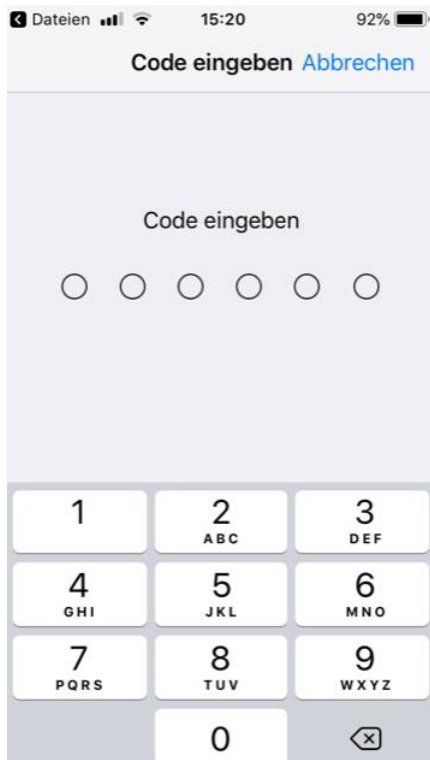 Dateien 15:20 92%
Code eingeben Abbrechen
Code eingeben
1 2 3
ABC DEF
4 5 6
GHI JKL MNO
7 8 9
PQRS TUV WXYZ
0